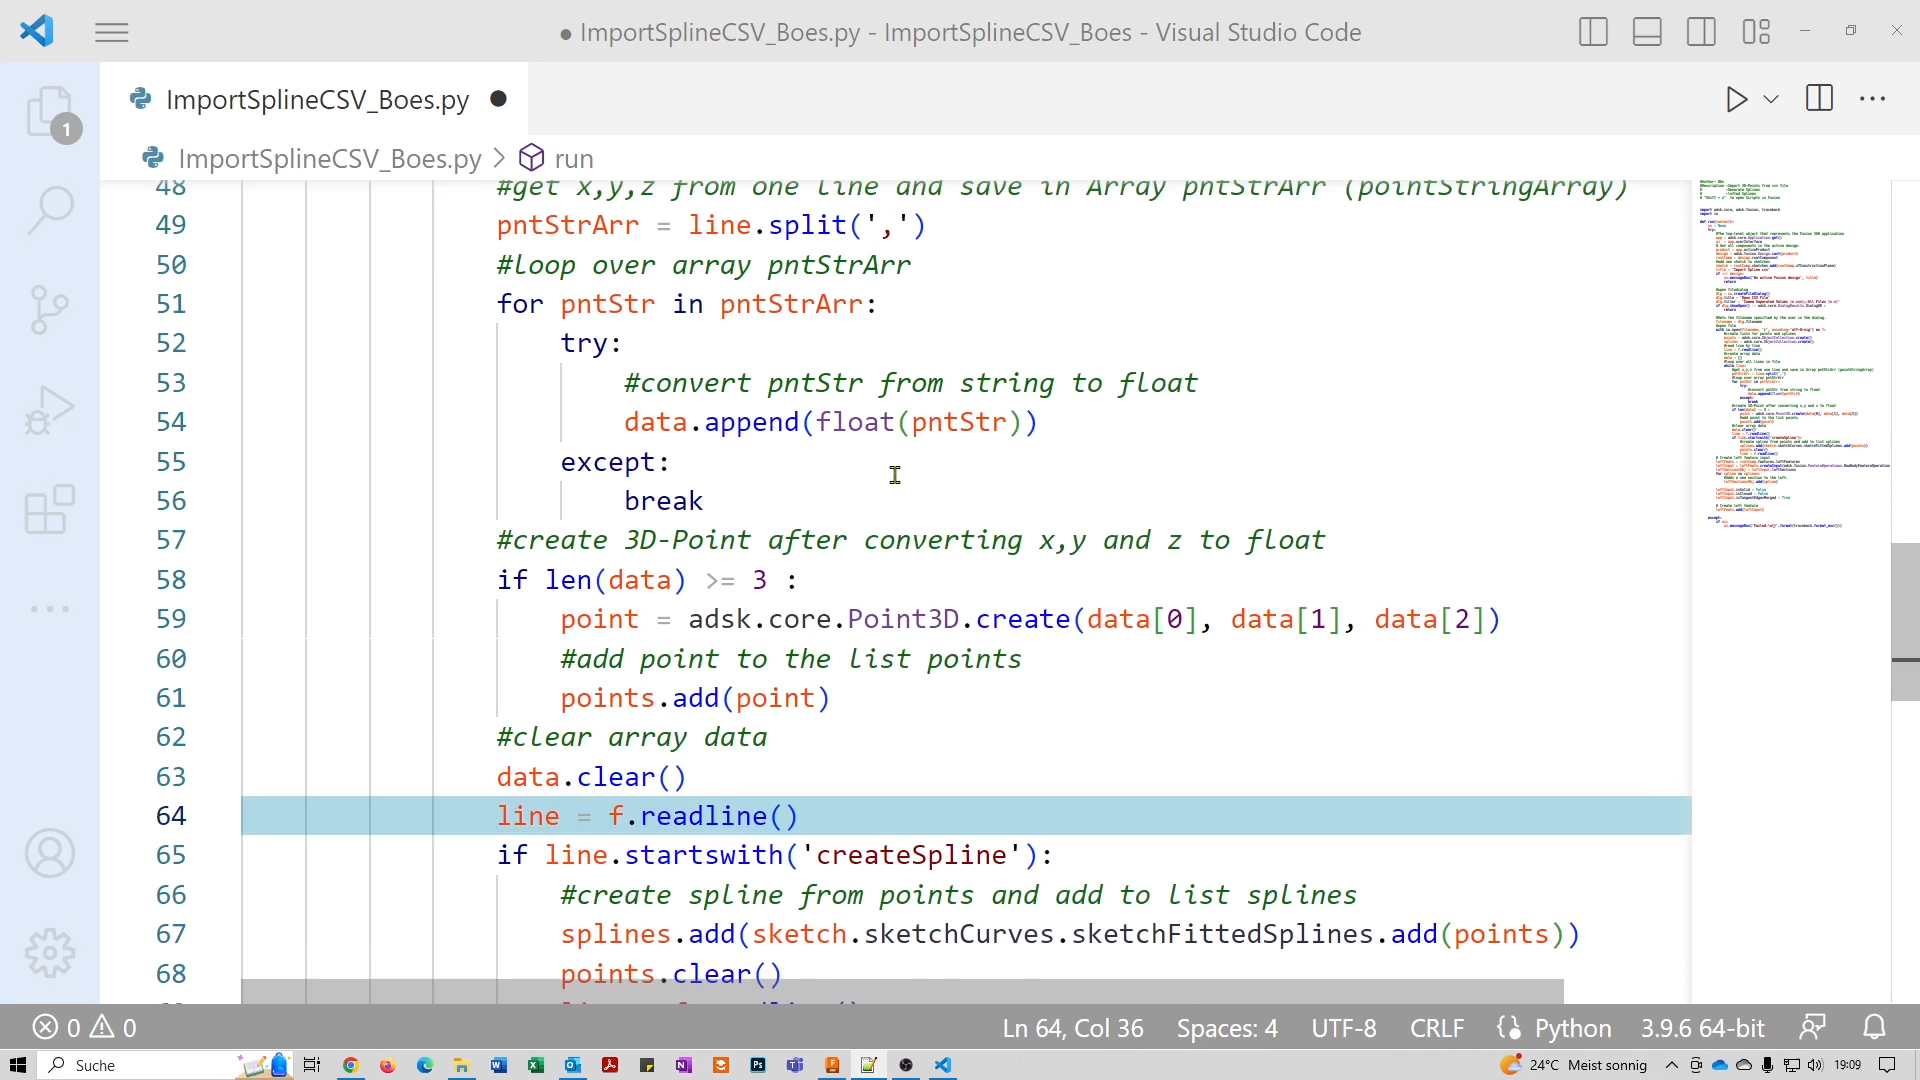 ● ImportSplineCSV_Boes.py - ImportSplineCSV_Boes - Visual Studio Code
1
ImportSplineCSV_Boes.py
ImportSplineCSV_Boes.py > run
48 #get x,y,z from one line and save in Array pntStrArr (pointStringArray)
49 pntStrArr = line.split(',')
50 #loop over array pntStrArr
51 for pntStr in pntStrArr:
52 try:
53 #convert pntStr from string to float
54 data.append(float(pntStr))
55 except:
56 break
57 #create 3D-Point after converting x,y and z to float
58 if len(data) >= 3 :
59 point = adsk.core.Point3D.create(data[0], data[1], data[2])
60 #add point to the list points
61 points.add(point)
62 #clear array data
63 data.clear()
64 line = f.readline()
65 if line.startswith('createSpline'):
66 #create spline from points and add to list splines
67 splines.add(sketch.sketchCurves.sketchFittedSplines.add(points))
68 points.clear()
0 0 Ln 64, Col 36 Spaces: 4 UTF-8 CRLF Python 3.9.6 64-bit
Suche 24°C Meist sonnig 19:09